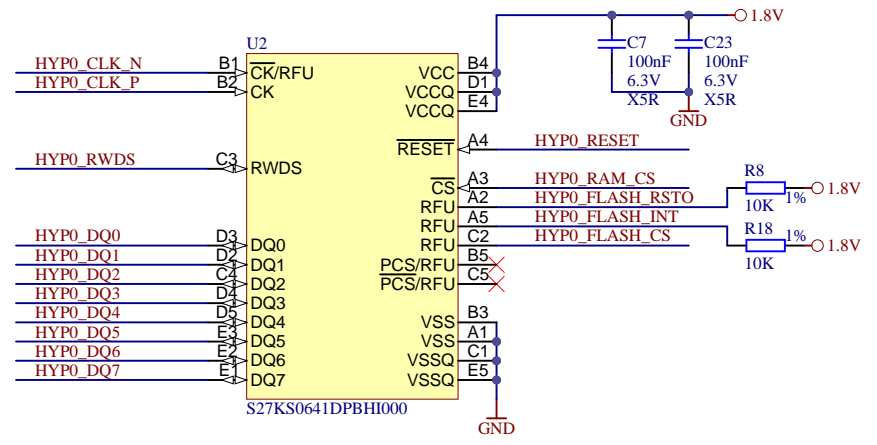 U2
HYP0_CLK_N B1 CK/RFU
HYP0_CLK_P B2 CK
HYP0_RWDS C3 RWDS
HYP0_DQ0 D3 DQ0
HYP0_DQ1 D2 DQ1
HYP0_DQ2 C4 DQ2
HYP0_DQ3 D4 DQ3
HYP0_DQ4 D5 DQ4
HYP0_DQ5 E3 DQ5
HYP0_DQ6 E2 DQ6
HYP0_DQ7 E1 DQ7
VCC B4
VCCQ D1
VCCQ E4
RESET A4 HYP0_RESET
CS A3 HYP0_RAM_CS
RFU A2 HYP0_FLASH_RSTO
RFU A5 HYP0_FLASH_INT
RFU C2 HYP0_FLASH_CS
PCS/RFU B5
PCS/RFU C5
VSS B3
VSS A1
VSSQ C1
VSSQ E5
S27KS0641DPBHI000
GND
1.8V
C7
100nF
6.3V
X5R
C23
100nF
6.3V
X5R
GND
R8
10K
1%
1.8V
R18
10K
1%
1.8V